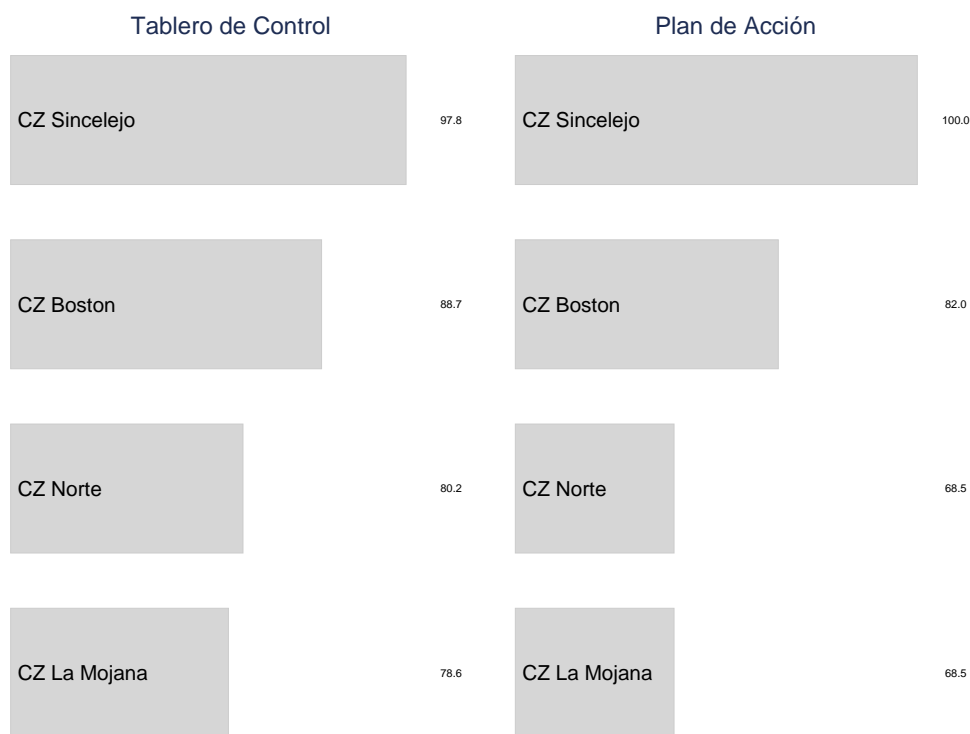 Tablero de Control
CZ Sincelejo 97.8
CZ Boston 88.7
CZ Norte 80.2
CZ La Mojana 78.6
Plan de Acción
CZ Sincelejo 100.0
CZ Boston 82.0
CZ Norte 68.5
CZ La Mojana 68.5